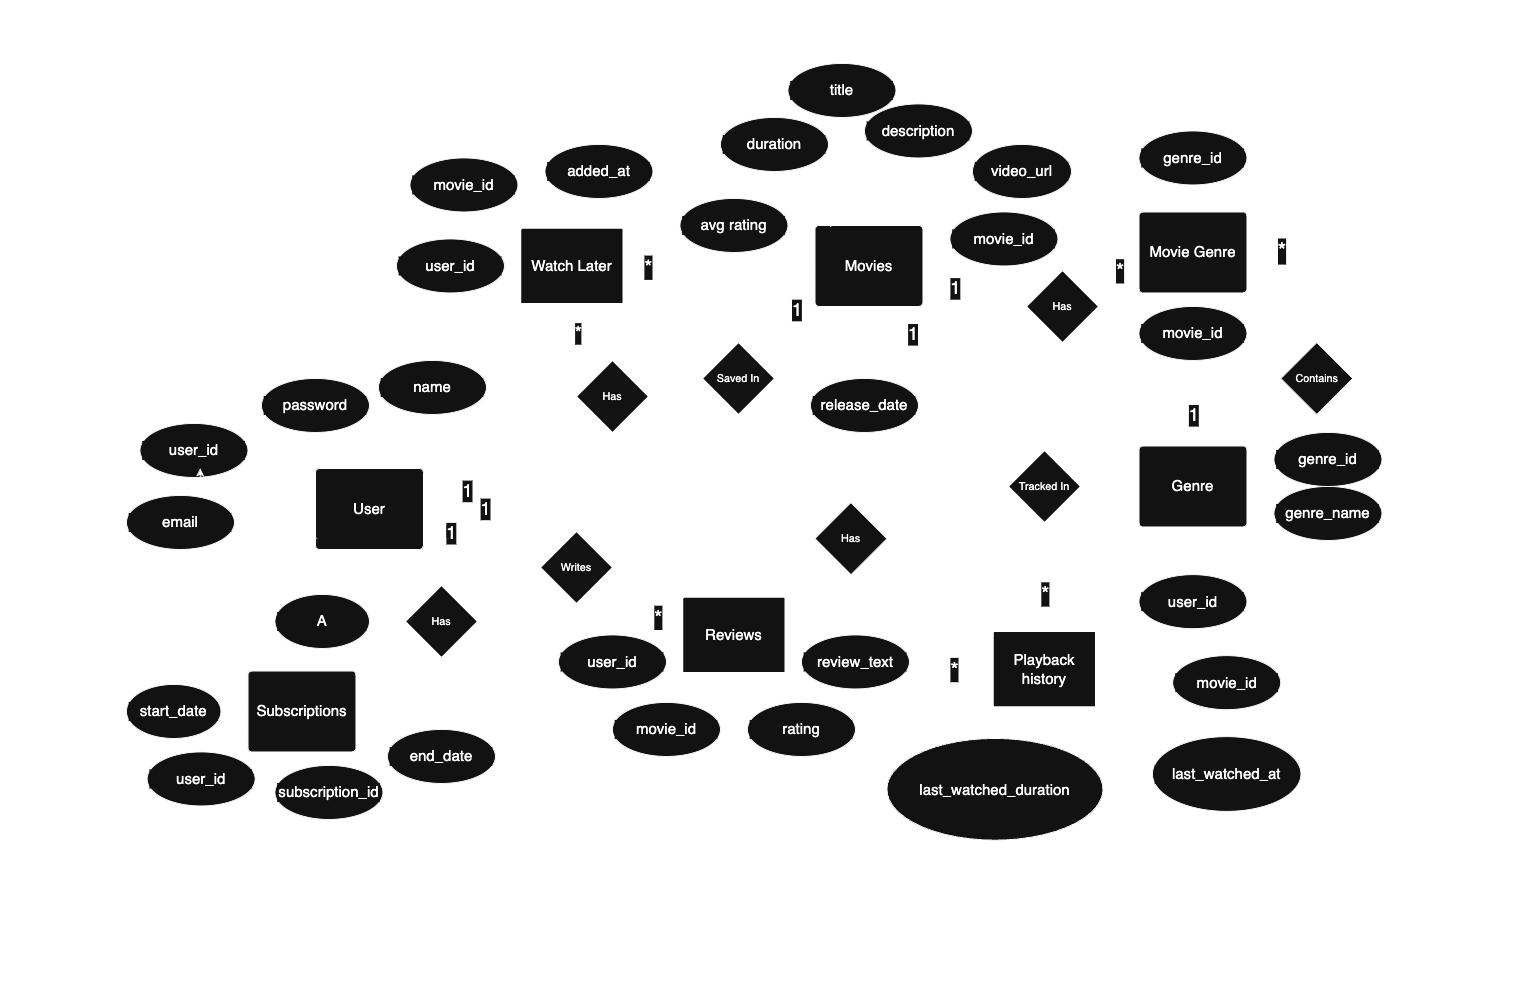 title
description
duration
genre_id
added_at
video_url
movie_id
avg rating
movie_id
Movie Genre
*
user_id
Watch Later
*
Movies
*
1
1
Has
*
1
movie_id
Saved In
Contains
name
Has
password
release_date
1
user_id
genre_id
1
Tracked In
Genre
User
1
genre_name
email
1
Has
Writes
*
user_id
A
Has
*
Reviews
user_id
review_text
*
Playback
history
movie_id
start_date
Subscriptions
movie_id
rating
end_date
user_id
last_watched_at
subscription_id
last_watched_duration